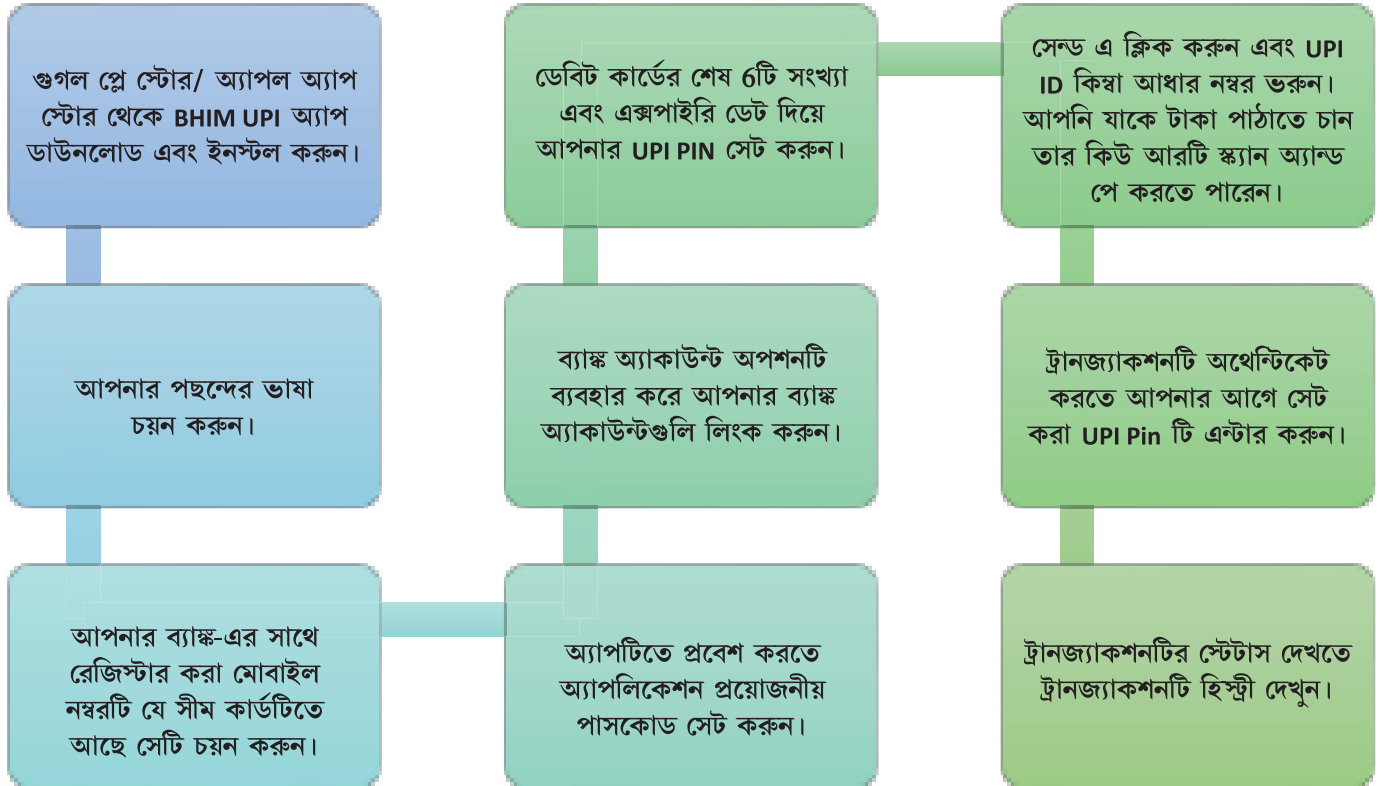 গুগল প্লে স্টোর/ অ্যাপল অ্যাপ
স্টোর থেকে BHIM UPI অ্যাপ
ডাউনলোড এবং ইনস্টল করুন।
আপনার পছন্দের ভাষা
চয়ন করুন।
আপনার ব্যাঙ্ক-এর সাথে
রেজিস্টার করা মোবাইল
নম্বরটি যে সীম কার্ডটিতে
আছে সেটি চয়ন করুন।
অ্যাপটিতে প্রবেশ করতে
অ্যাপলিকেশন প্রয়োজনীয়
পাসকোড সেট করুন।
ব্যাঙ্ক অ্যাকাউন্ট অপশনটি
ব্যবহার করে আপনার ব্যাঙ্ক
অ্যাকাউন্টগুলি লিংক করুন।
ডেবিট কার্ডের শেষ 6টি সংখ্যা
এবং এক্সপাইরি ডেট দিয়ে
আপনার UPI PIN সেট করুন।
সেন্ড এ ক্লিক করুন এবং UPI
ID কিম্বা আধার নম্বর ভরুন।
আপনি যাকে টাকা পাঠাতে চান
তার কিউ আরটি স্ক্যান অ্যান্ড
পে করতে পারেন।
ট্রানজ্যাকশনটি অথেন্টিকেট
করতে আপনার আগে সেট
করা UPI Pin টি এন্টার করুন।
ট্রানজ্যাকশনটির স্টেটাস দেখতে
ট্রানজ্যাকশনটি হিস্ট্রী দেখুন।